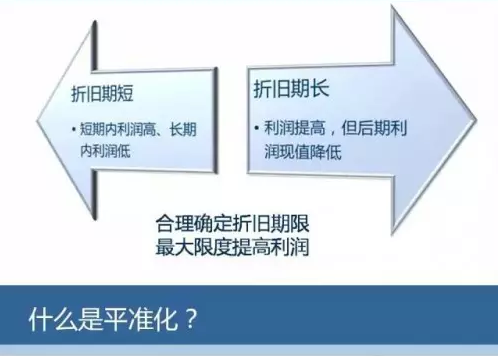 折旧期短
• 短期内利润高、长期
内利润低
折旧期长
• 利润提高，但后期利
润现值降低
合理确定折旧期限
最大限度提高利润
什么是平准化？